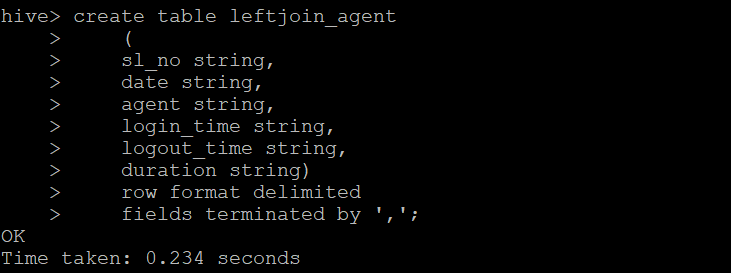 hive> create table leftjoin_agent
    >     (
    >     sl_no string,
    >     date string,
    >     agent string,
    >     login_time string,
    >     logout_time string,
    >     duration string)
    >     row format delimited
    >     fields terminated by ',';
OK
Time taken: 0.234 seconds